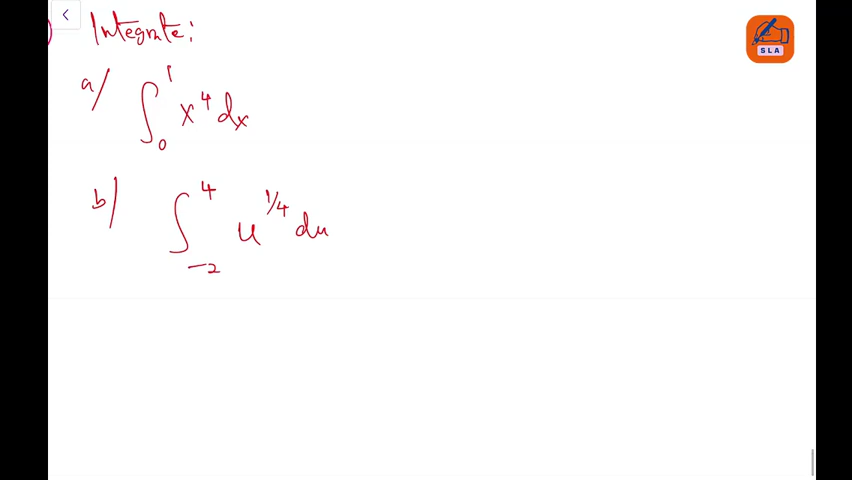 Integrate:
a/ ∫₀¹ x⁴ dx
b/ ∫₋₂⁴ u^{1/4} du
SLA